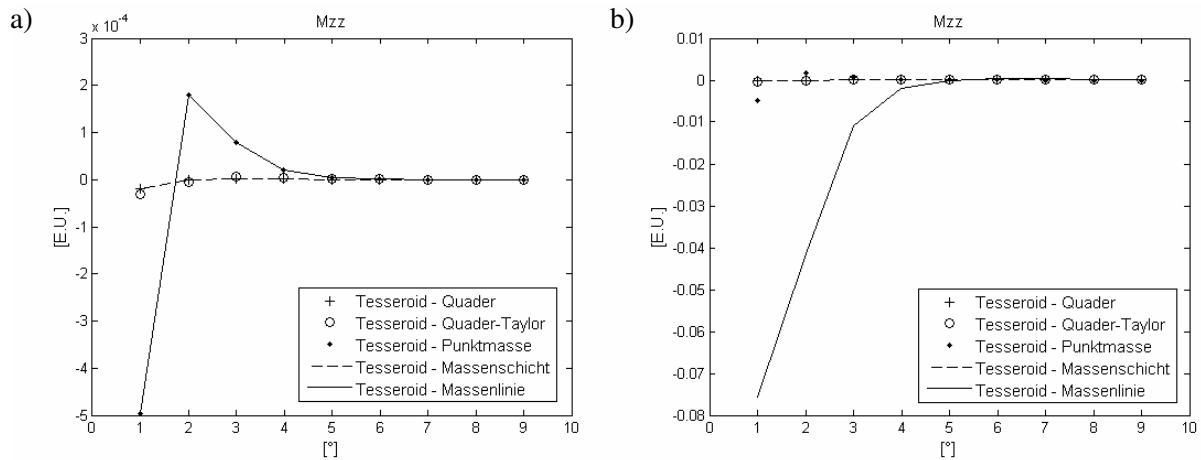 a)
Mzz
x 10⁻⁴
3
2
1
0
-1
-2
-3
-4
-5
[E.U.]
0 1 2 3 4 5 6 7 8 9 10
[°]
Tesseroid - Quader
Tesseroid - Quader-Taylor
Tesseroid - Punktmasse
Tesseroid - Massenschicht
Tesseroid - Massenlinie
b)
Mzz
0.01
0
-0.01
-0.02
-0.03
-0.04
-0.05
-0.06
-0.07
-0.08
[E.U.]
0 1 2 3 4 5 6 7 8 9 10
[°]
Tesseroid - Quader
Tesseroid - Quader-Taylor
Tesseroid - Punktmasse
Tesseroid - Massenschicht
Tesseroid - Massenlinie